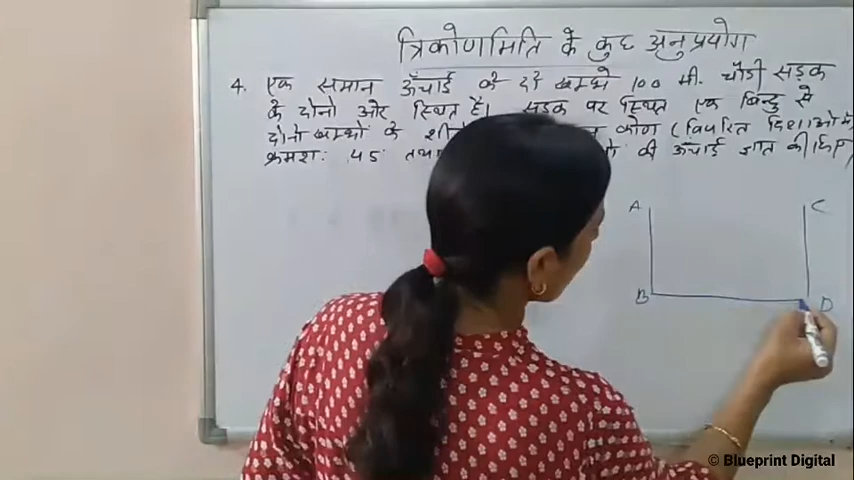 त्रिकोणमिति के कुछ अनुप्रयोग
4. एक समान ऊँचाई के दो खम्भे 100 मी. चौडी सड़क
के दोनो ओर स्थित है। सड़क पर स्थित एक बिन्दु से
दोनो खम्भो के कोण (विपरित दिशाओ मे)
क्रमशः 45° की ऊँचाई ज्ञात कीजिए
A C
B D
© Blueprint Digital